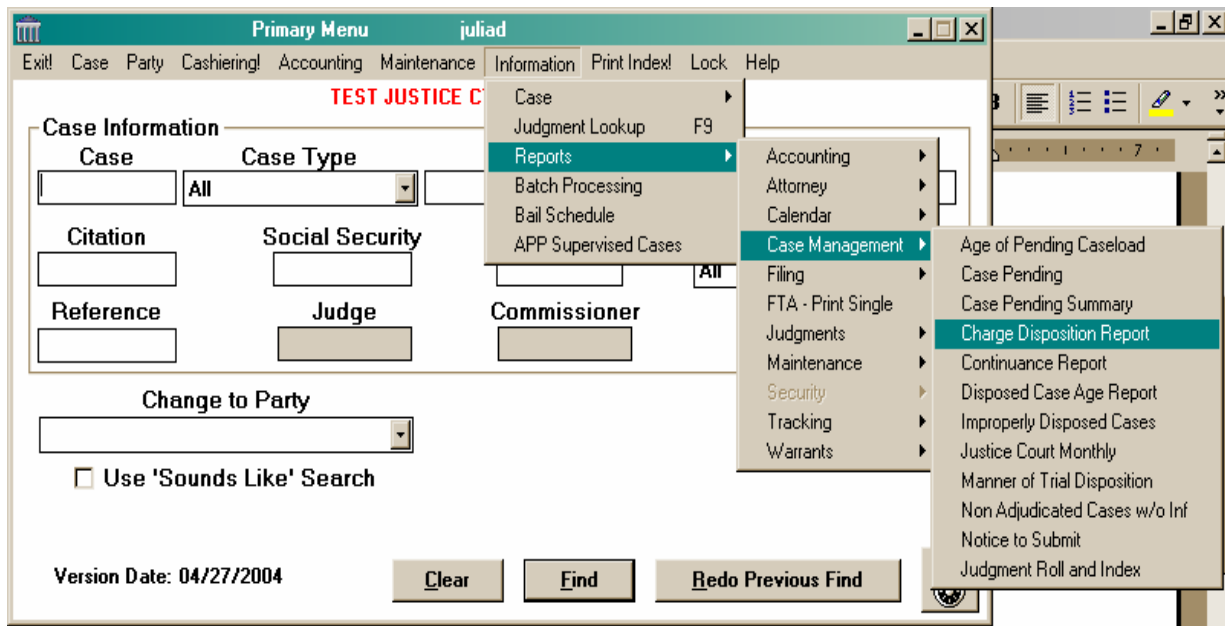 Primary Menu juliad
Exit! Case Party Cashiering! Accounting Maintenance Information Print Index! Lock Help
TEST JUSTICE C
Case Information
Case Case Type
All
Citation Social Security
All
Reference Judge Commissioner
Change to Party
Use 'Sounds Like' Search
Version Date: 04/27/2004
Clear Find Redo Previous Find
Case
Judgment Lookup F9
Reports
Batch Processing
Bail Schedule
APP Supervised Cases
Accounting
Attorney
Calendar
Case Management
Filing
FTA - Print Single
Judgments
Maintenance
Security
Tracking
Warrants
Age of Pending Caseload
Case Pending
Case Pending Summary
Charge Disposition Report
Continuance Report
Disposed Case Age Report
Improperly Disposed Cases
Justice Court Monthly
Manner of Trial Disposition
Non Adjudicated Cases w/o Inf
Notice to Submit
Judgment Roll and Index
7